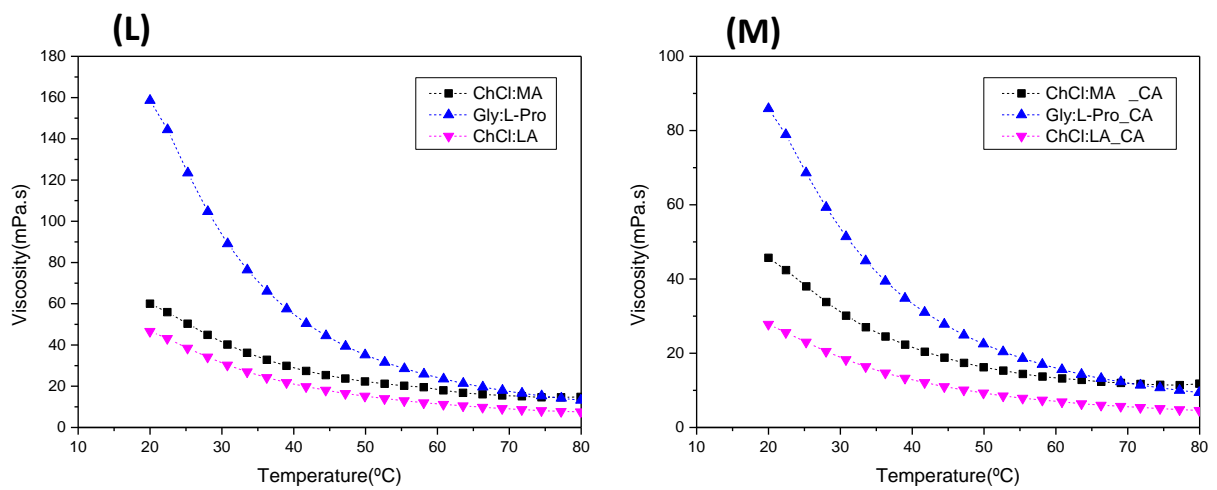 (L)
180
160
140
120
100
80
60
40
20
0
Viscosity(mPa.s)
10 20 30 40 50 60 70 80
Temperature(ºC)
ChCl:MA
Gly:L-Pro
ChCl:LA
(M)
100
80
60
40
20
0
Viscosity(mPa.s)
10 20 30 40 50 60 70 80
Temperature(ºC)
ChCl:MA _CA
Gly:L-Pro_CA
ChCl:LA_CA